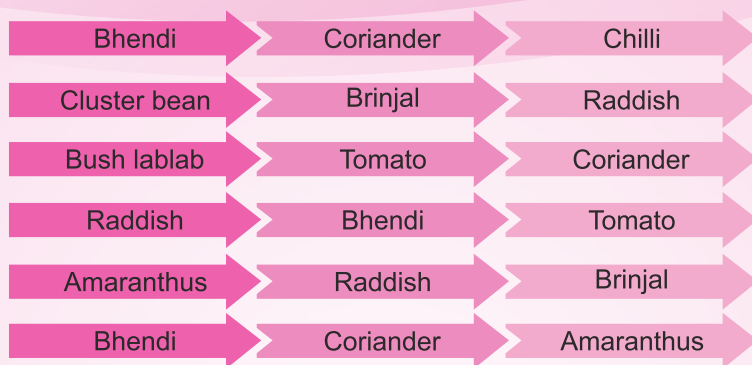 Bhendi Coriander Chilli
Cluster bean Brinjal Raddish
Bush lablab Tomato Coriander
Raddish Bhendi Tomato
Amaranthus Raddish Brinjal
Bhendi Coriander Amaranthus